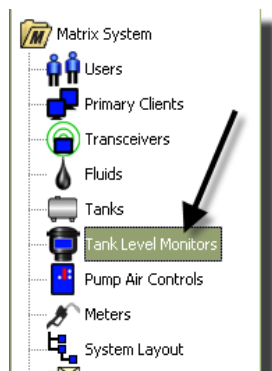 Matrix System
Users
Primary Clients
Transceivers
Fluids
Tanks
Tank Level Monitors
Pump Air Controls
Meters
System Layout